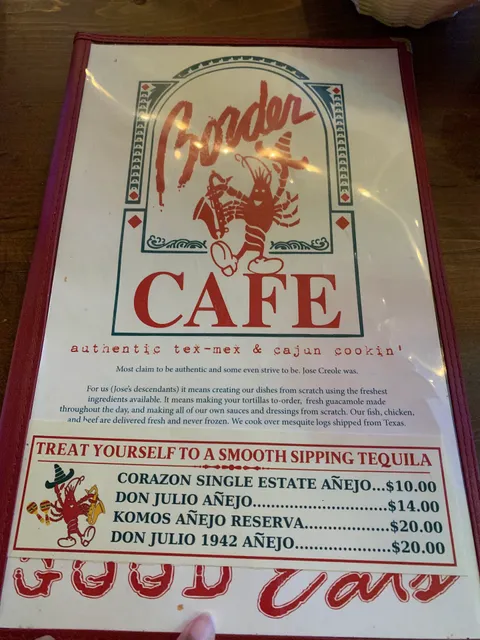 Border
CAFE
authentic tex-mex & cajun cookin'
Most claim to be authentic and some even strive to be. Jose Creole was.
For us (Jose's descendants) it means creating our dishes from scratch using the freshest
ingredients available. It means making your tortillas to-order, fresh guacamole made
throughout the day, and making all of our own sauces and dressings from scratch. Our fish, chicken,
and beef are delivered fresh and never frozen. We cook over mesquite logs shipped from Texas.
TREAT YOURSELF TO A SMOOTH SIPPING TEQUILA
CORAZON SINGLE ESTATE AÑEJO...$10.00
DON JULIO AÑEJO..............................$14.00
KOMOS AÑEJO RESERVA........................$20.00
DON JULIO 1942 AÑEJO.....................$20.00
GOOD Eats